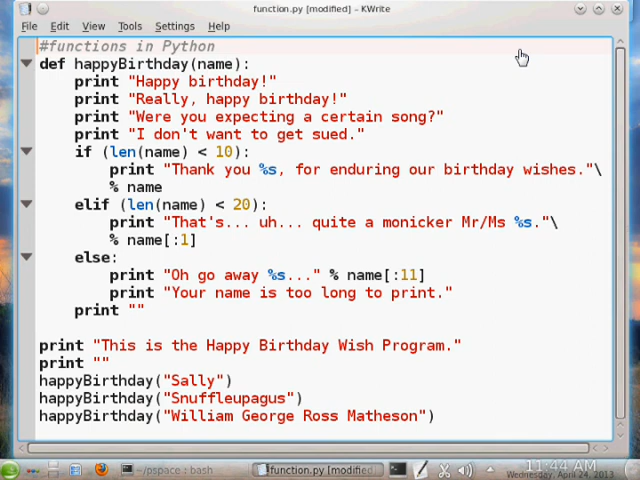 function.py [modified] – KWrite
File Edit View Tools Settings Help
#functions in Python
def happyBirthday(name):
    print "Happy birthday!"
    print "Really, happy birthday!"
    print "Were you expecting a certain song?"
    print "I don't want to get sued."
    if (len(name) < 10):
        print "Thank you %s, for enduring our birthday wishes."\
        % name
    elif (len(name) < 20):
        print "That's... uh... quite a monicker Mr/Ms %s."\
        % name[:1]
    else:
        print "Oh go away %s..." % name[:11]
        print "Your name is too long to print."
    print ""
print "This is the Happy Birthday Wish Program."
print ""
happyBirthday("Sally")
happyBirthday("Snuffleupagus")
happyBirthday("William George Ross Matheson")
~/pspace : bash
function.py [modified]
11:44 AM
Wednesday, April 24, 2013